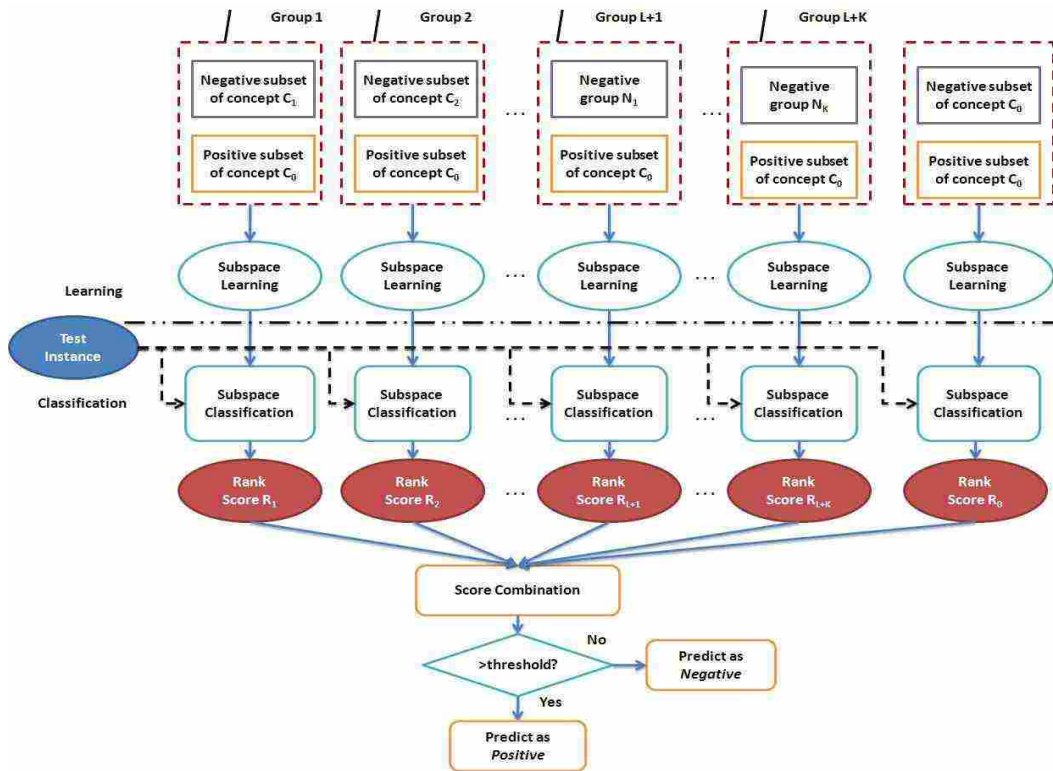 Group 1
Group 2
Group L+1
Group L+K
Negative subset
of concept C₁
Negative subset
of concept C₂
Negative
group N₁
Negative
group Nₖ
Negative subset
of concept C₀
...
...
Positive subset
of concept C₀
Positive subset
of concept C₀
Positive subset
of concept C₀
Positive subset
of concept C₀
Positive subset
of concept C₀
Subspace
Learning
Subspace
Learning
...
Subspace
Learning
...
Subspace
Learning
Subspace
Learning
Learning
Test
Instance
Classification
Subspace
Classification
Subspace
Classification
...
Subspace
Classification
...
Subspace
Classification
Subspace
Classification
Rank
Score R₁
Rank
Score R₂
...
Rank
Score R_L+1
...
Rank
Score R_L+K
Rank
Score R₀
Score Combination
>threshold?
No
Predict as
Negative
Yes
Predict as
Positive